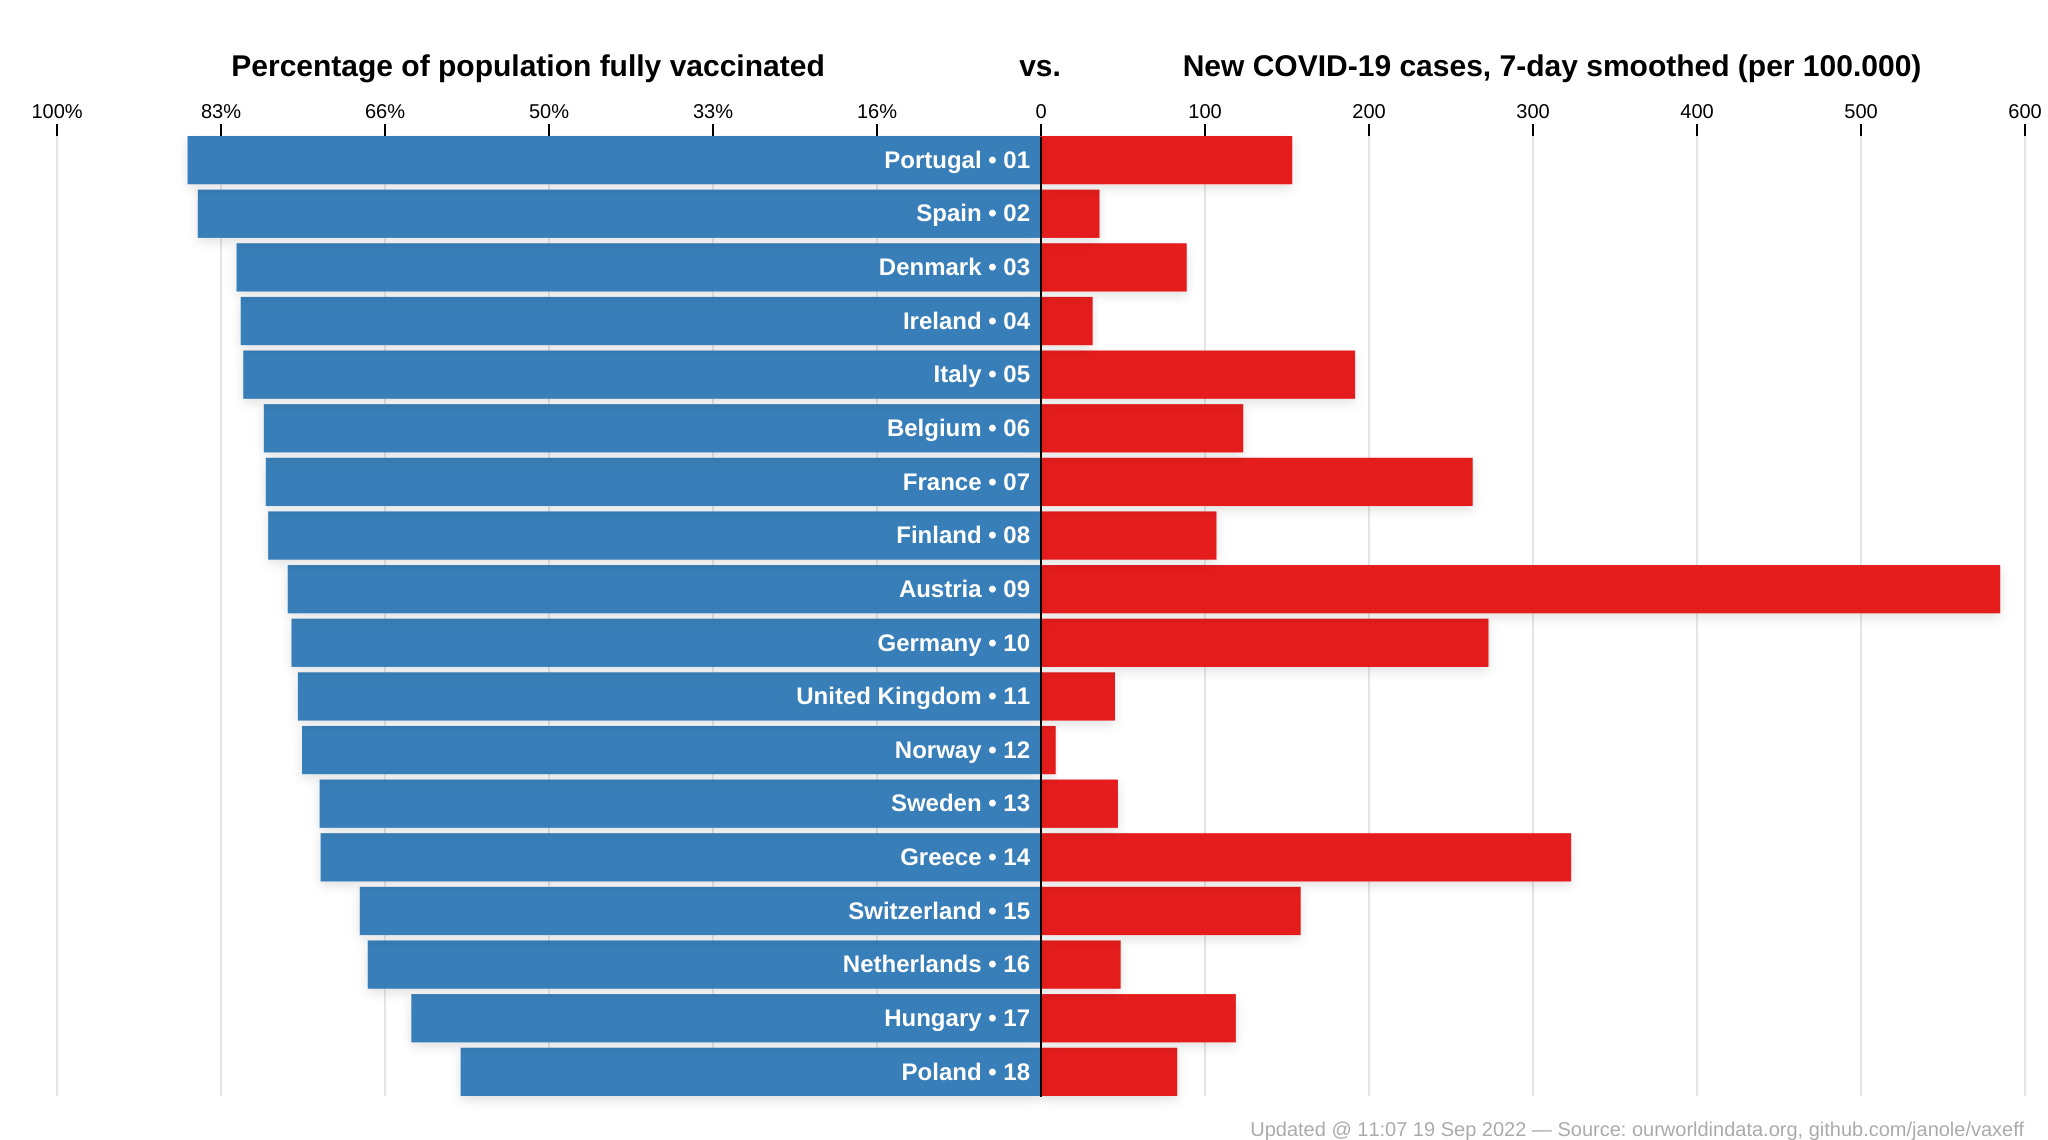 Percentage of population fully vaccinated vs. New COVID-19 cases, 7-day smoothed (per 100.000)
100% 83% 66% 50% 33% 16% 0 100 200 300 400 500 600
Portugal • 01
Spain • 02
Denmark • 03
Ireland • 04
Italy • 05
Belgium • 06
France • 07
Finland • 08
Austria • 09
Germany • 10
United Kingdom • 11
Norway • 12
Sweden • 13
Greece • 14
Switzerland • 15
Netherlands • 16
Hungary • 17
Poland • 18
Updated @ 11:07 19 Sep 2022 — Source: ourworldindata.org, github.com/janole/vaxeff